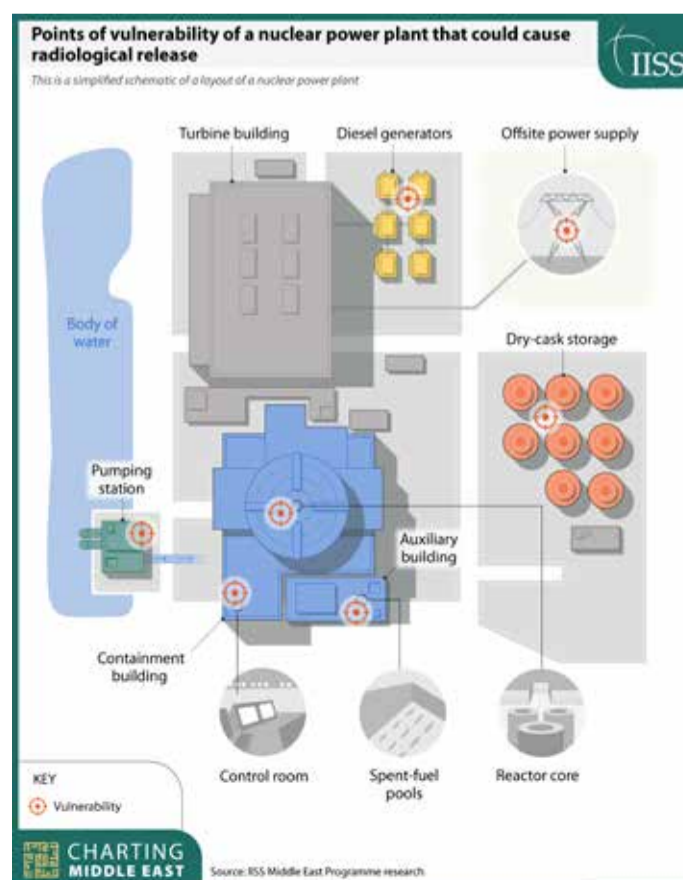 Points of vulnerability of a nuclear power plant that could cause
radiological release
IISS
This is a simplified schematic of a layout of a nuclear power plant
Turbine building
Diesel generators
Offsite power supply
Body of
water
Dry-cask storage
Pumping
station
Auxiliary
building
Containment
building
Control room
Spent-fuel
pools
Reactor core
KEY
Vulnerability
CHARTING
MIDDLE EAST
Source: IISS Middle East Programme research